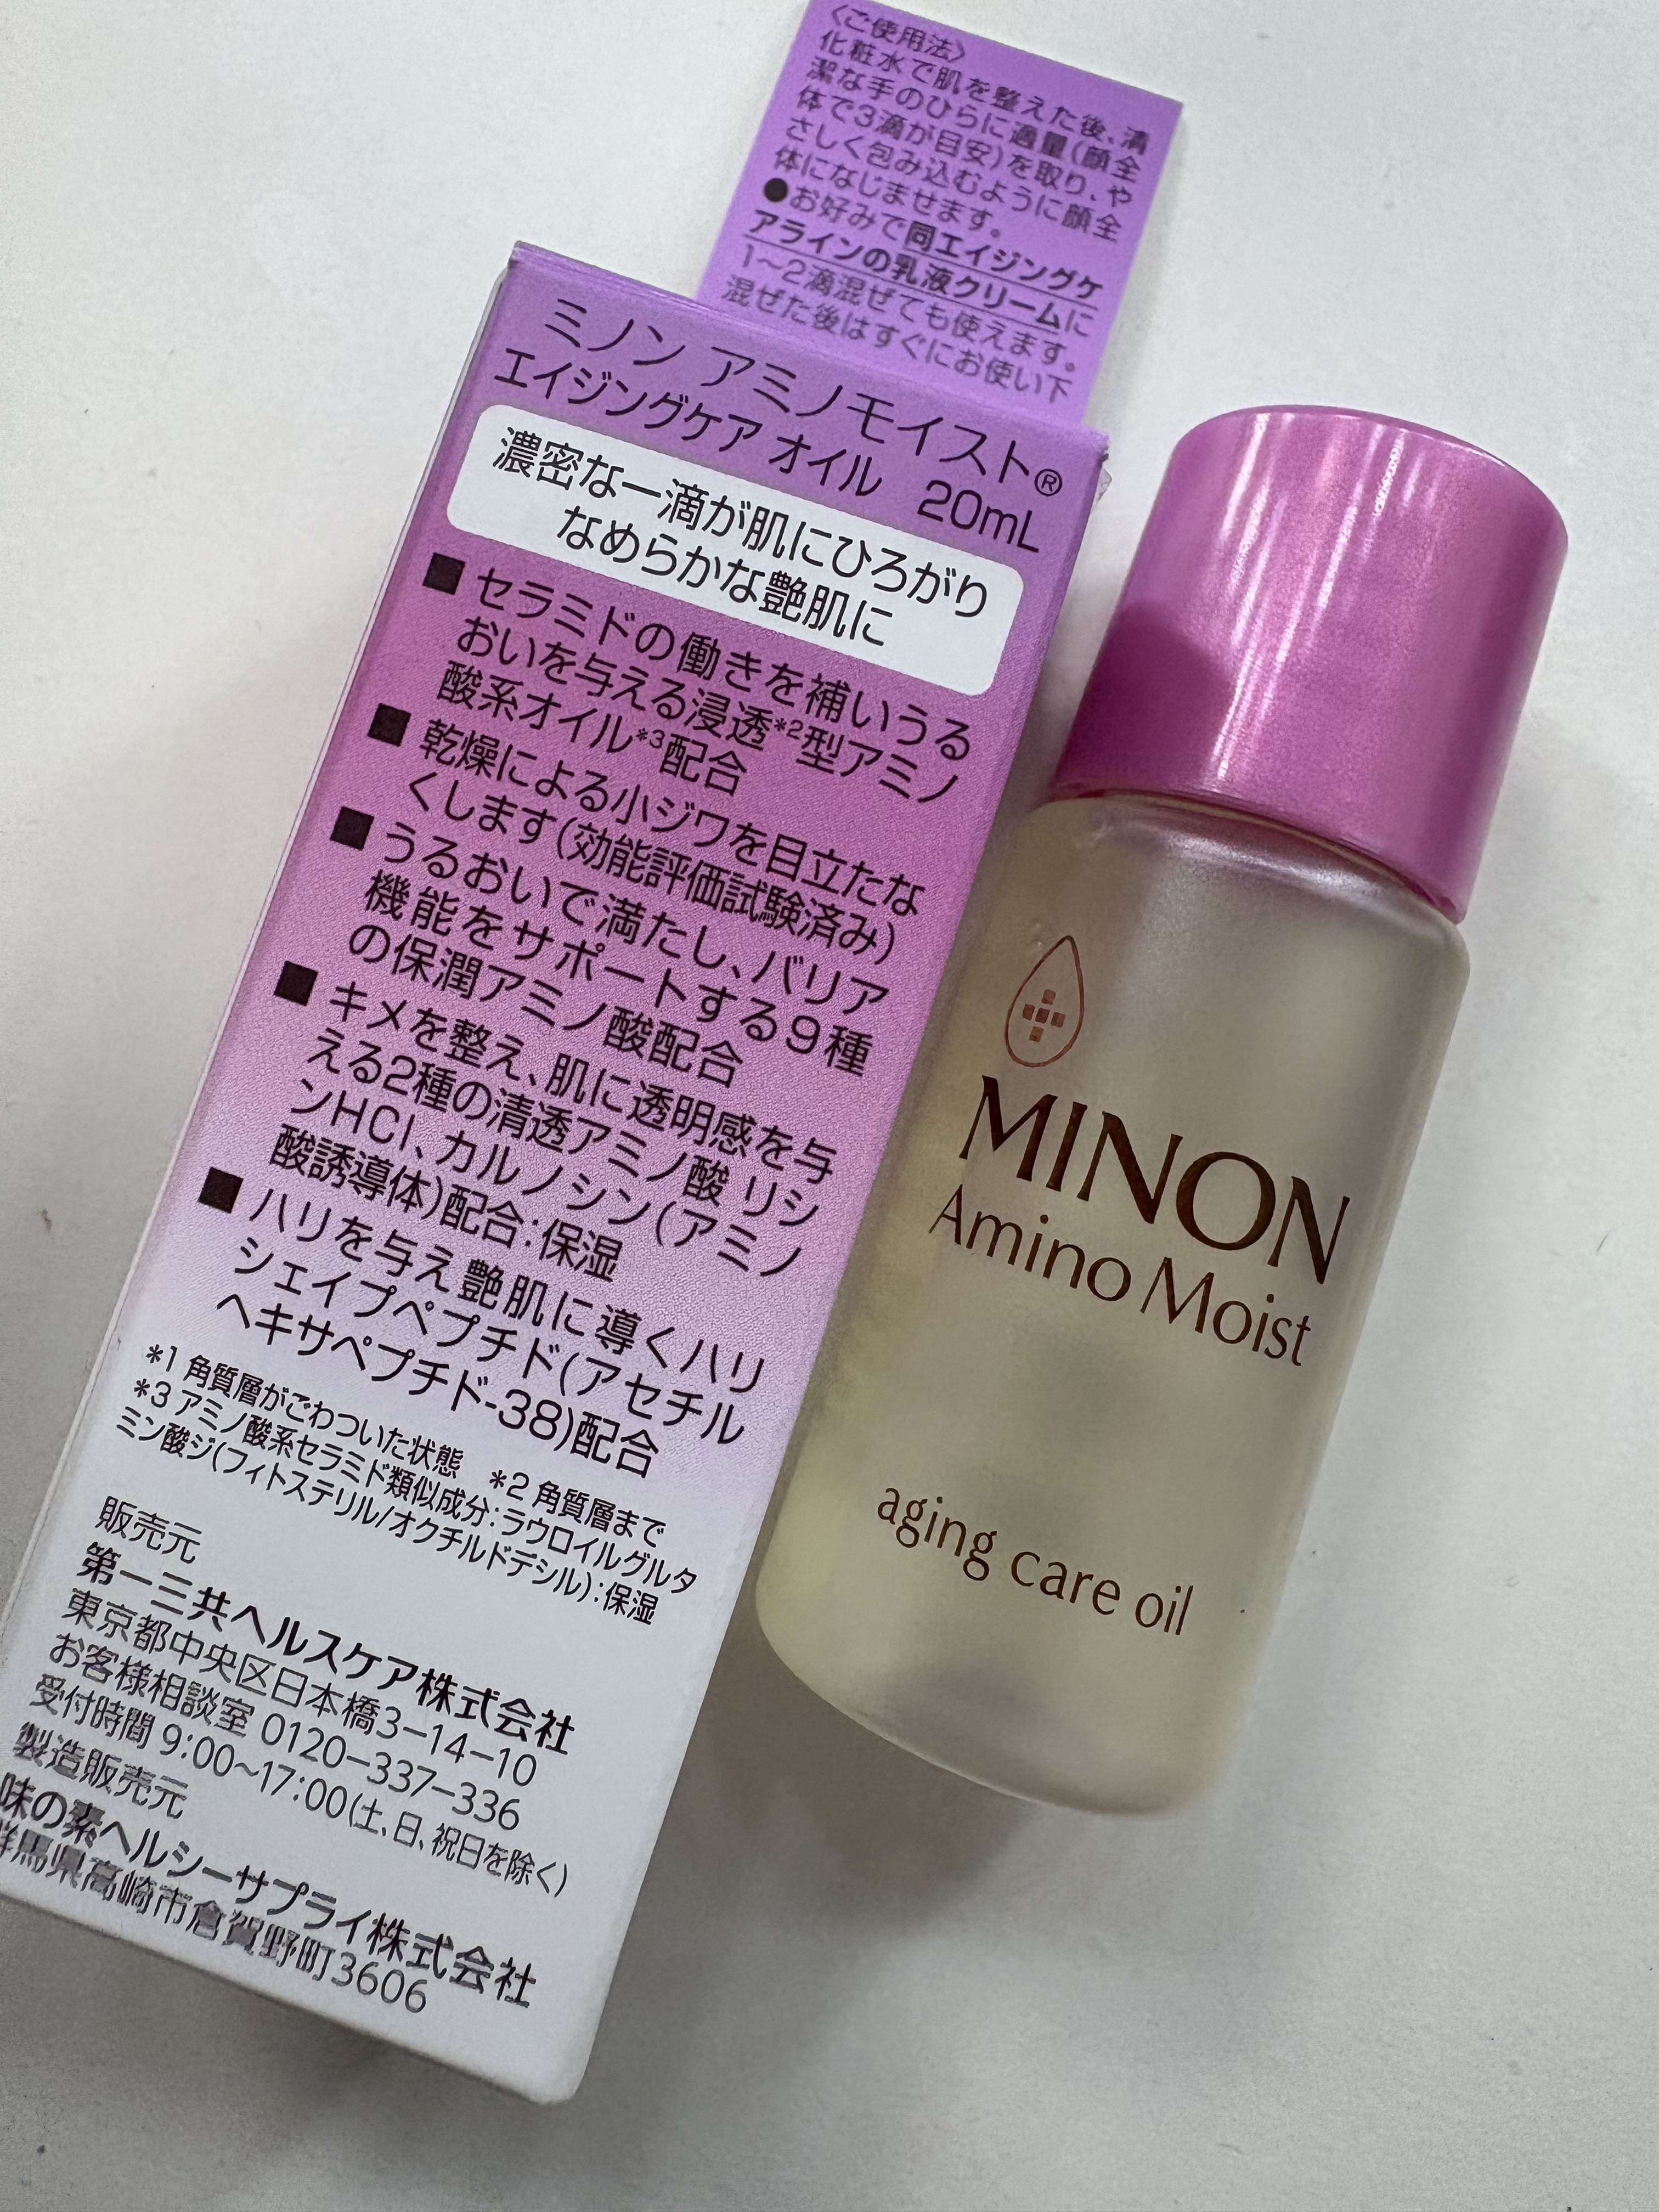 〈ご使用法〉
化粧水で肌を整えた後、清
潔な手のひらに適量(顔全
体で3滴が目安)を取り、や
さしく包み込むように顔全
体になじませます。
●お好みで同エイジングケ
アラインの乳液クリームに
1〜2滴混ぜても使えます。
混ぜた後はすぐにお使い下
ミノン アミノモイスト®
エイジングケア オイル 20mL
濃密な一滴が肌にひろがり
なめらかな艶肌に
■セラミドの働きを補いうる
おいを与える浸透*2型アミノ
酸系オイル*3配合
■乾燥による小ジワを目立たな
くします(効能評価試験済み)
■うるおいで満たし、バリア
機能をサポートする9種
の保潤アミノ酸配合
■キメを整え、肌に透明感を与
える2種の清透アミノ酸 リシ
ンHCl、カルノシン(アミノ
酸誘導体)配合:保湿
■ハリを与え艶肌に導くハリ
シェイプペプチド(アセチル
ヘキサペプチド-38)配合
*1 角質層がごわついた状態 *2 角質層まで
*3 アミノ酸系セラミド類似成分:ラウロイルグルタ
ミン酸ジ(フィトステリル/オクチルドデシル):保湿
販売元
第一三共ヘルスケア株式会社
東京都中央区日本橋3-14-10
お客様相談室 0120-337-336
受付時間 9:00~17:00(土、日、祝日を除く)
製造販売元
味の素ヘルシーサプライ株式会社
群馬県高崎市倉賀野町3606
MINON
Amino Moist
aging care oil